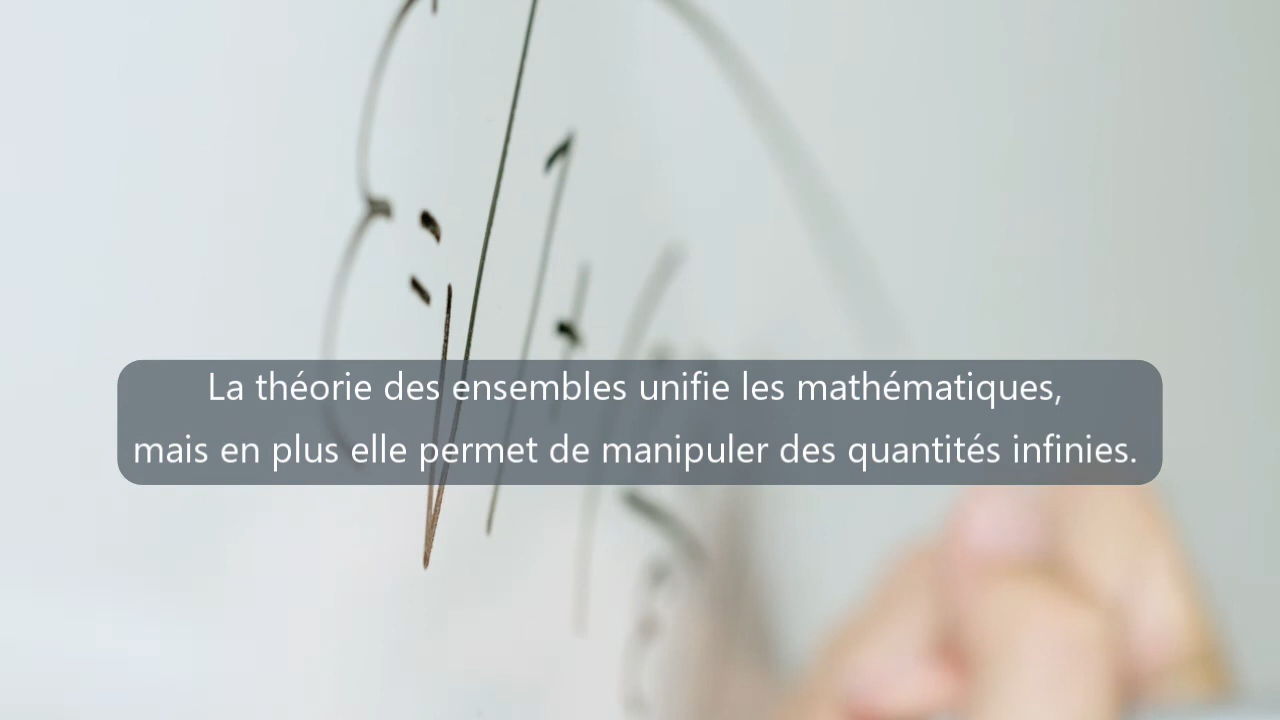 La théorie des ensembles unifie les mathématiques,
mais en plus elle permet de manipuler des quantités infinies.